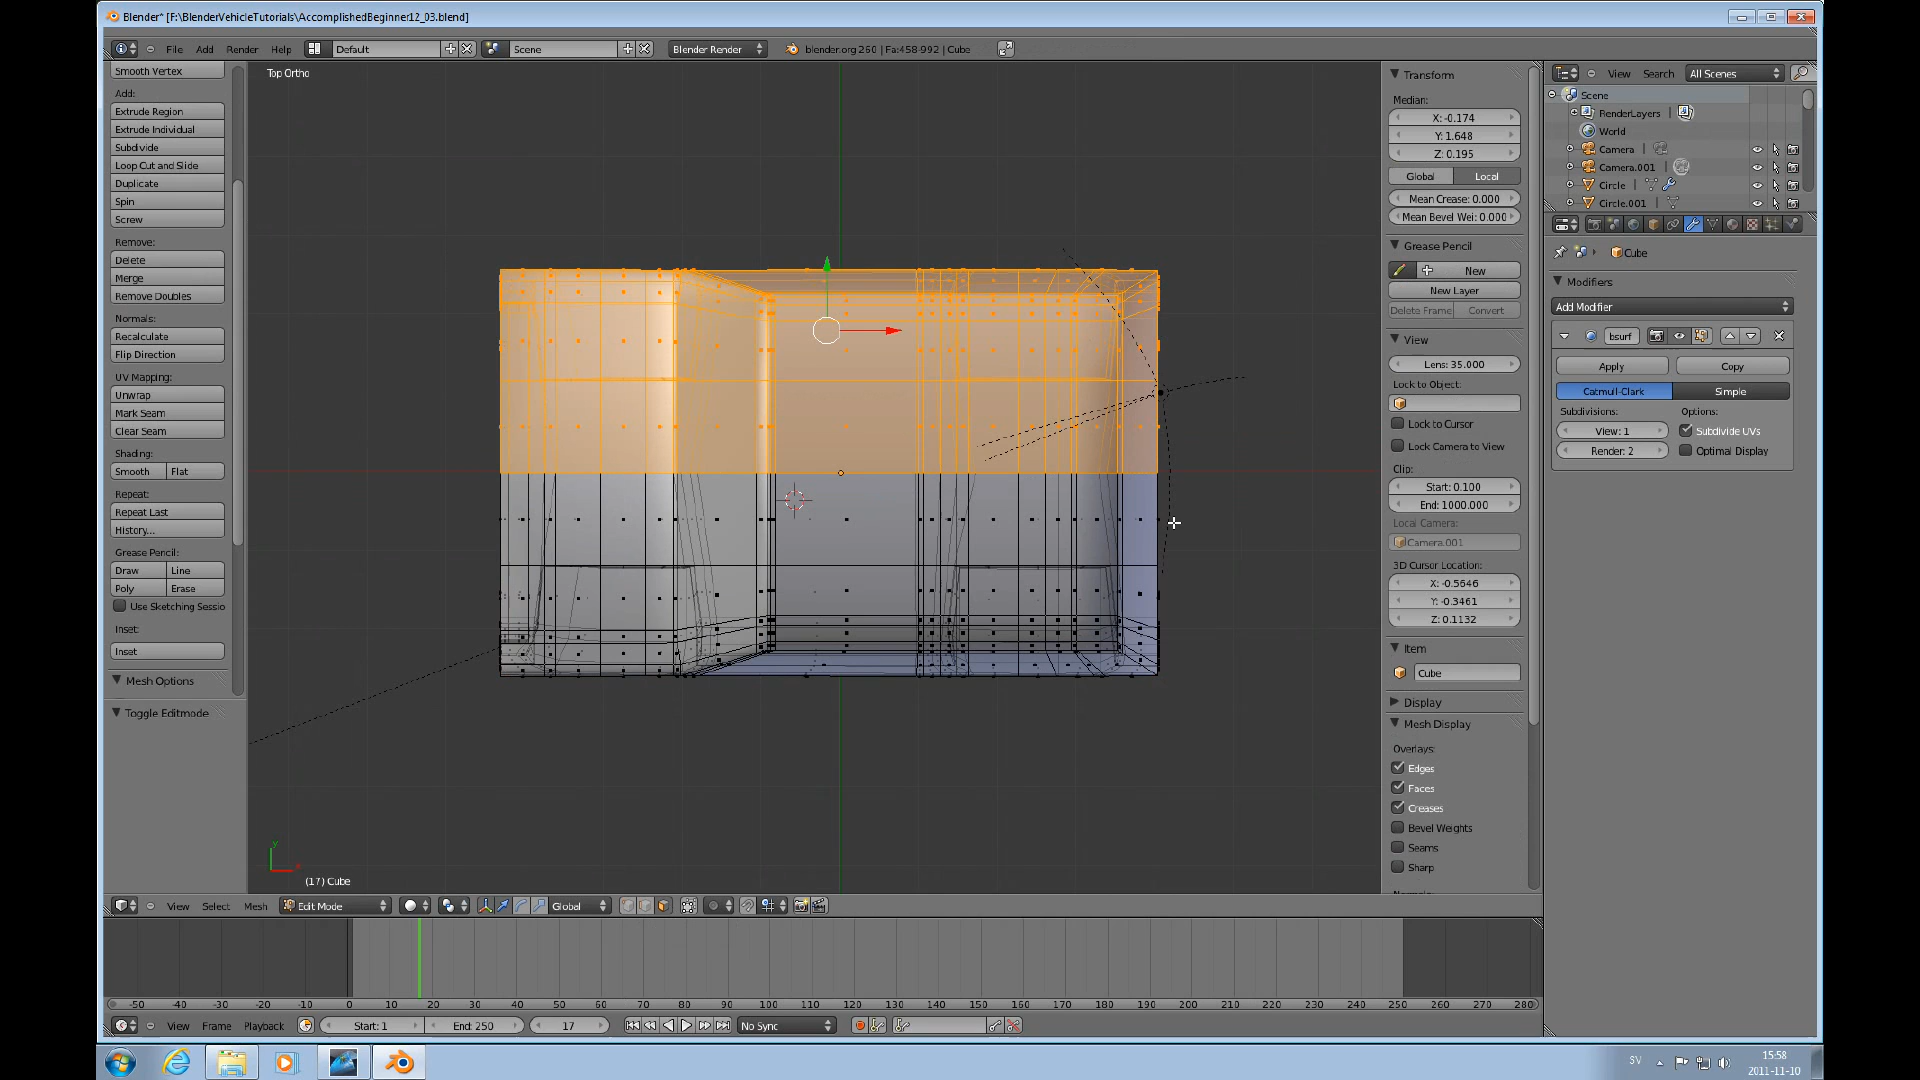 Blender* [F:\BlenderVehicleTutorials\AccomplishedBeginner12_03.blend]
File Add Render Help Default Scene Blender Render blender.org 260 | Fa:458-992 | Cube
Smooth Vertex
Add:
Extrude Region
Extrude Individual
Subdivide
Loop Cut and Slide
Duplicate
Spin
Screw
Remove:
Delete
Merge
Remove Doubles
Normals:
Recalculate
Flip Direction
UV Mapping:
Unwrap
Mark Seam
Clear Seam
Shading:
Smooth Flat
Repeat:
Repeat Last
History...
Grease Pencil:
Draw Line
Poly Erase
Use Sketching Sessio
Inset:
Inset
Mesh Options
Toggle Editmode
Top Ortho
y
(17) Cube
Transform
Median:
X: -0.174
Y: 1.648
Z: 0.195
Global Local
Mean Crease: 0.000
Mean Bevel Wei: 0.000
Grease Pencil
New
New Layer
Delete Frame Convert
View
Lens: 35.000
Lock to Object:
Lock to Cursor
Lock Camera to View
Clip:
Start: 0.100
End: 1000.000
Local Camera:
Camera.001
3D Cursor Location:
X: -0.5646
Y: -0.3461
Z: 0.1132
Item
Cube
Display
Mesh Display
Overlays:
Edges
Faces
Creases
Bevel Weights
Seams
Sharp
View Search All Scenes
Scene
RenderLayers
World
Camera
Camera.001
Circle
Circle.001
Cube
Modifiers
Add Modifier
bsurf
Apply Copy
Catmull-Clark Simple
Subdivisions: Options:
View: 1 Subdivide UVs
Render: 2 Optimal Display
View Select Mesh Edit Mode Global
-50 -40 -30 -20 -10 0 10 20 30 40 50 60 70 80 90 100 110 120 130 140 150 160 170 180 190 200 210 220 230 240 250 260 270 280
View Frame Playback Start: 1 End: 250 17 No Sync
SV
15:58
2011-11-10